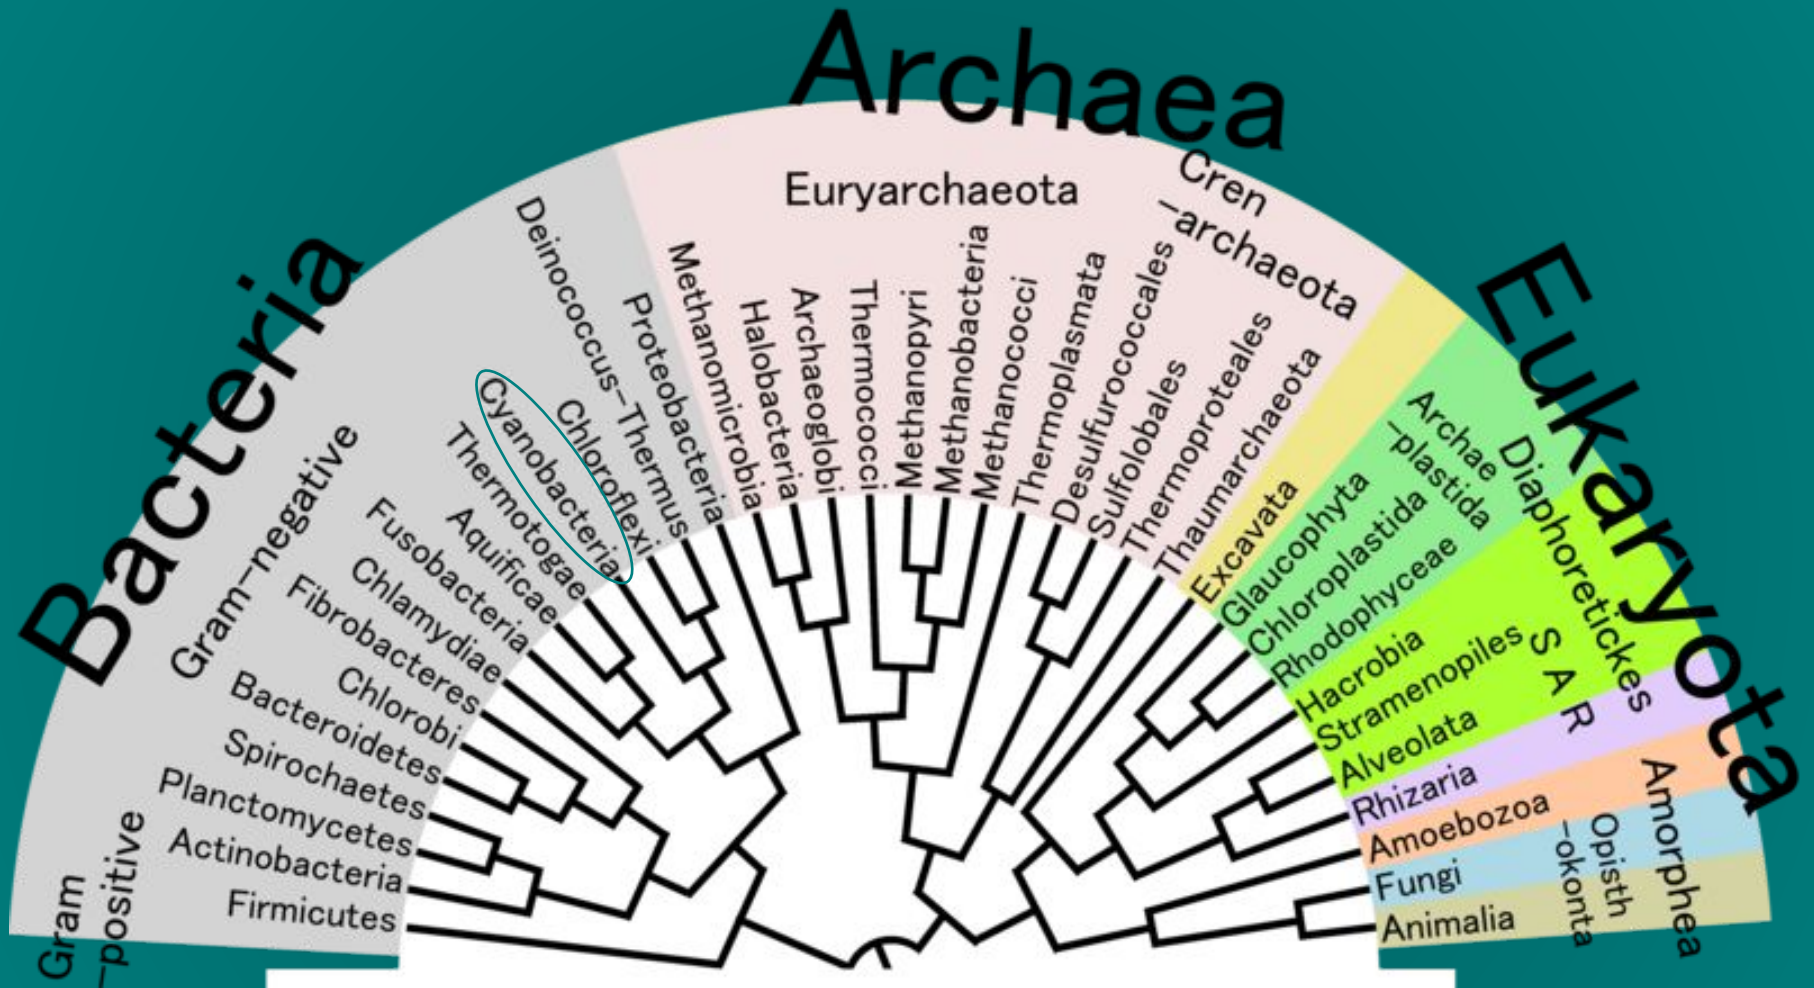 Bacteria
Archaea
Eukaryota
Gram
-positive
Gram-negative
Firmicutes
Actinobacteria
Planctomycetes
Spirochaetes
Bacteroidetes
Chlorobi
Fibrobacteres
Chlamydiae
Fusobacteria
Aquificae
Thermotogae
Cyanobacteria
Chloroflexi
Deinococcus-Thermus
Proteobacteria
Euryarchaeota
Methanomicrobia
Halobacteria
Archaeoglobi
Thermococci
Methanopyri
Methanobacteria
Methanococci
Thermoplasmata
Cren
-archaeota
Desulfurococcales
Sulfolobales
Thermoproteales
Thaumarchaeota
Excavata
Archae
-plastida
Diaphoretickes
Glaucophyta
Chloroplastida
Rhodophyceae
Hacrobia
S A R
Stramenopiles
Alveolata
Rhizaria
Amorphea
Amoebozoa
Opisth
-okonta
Fungi
Animalia